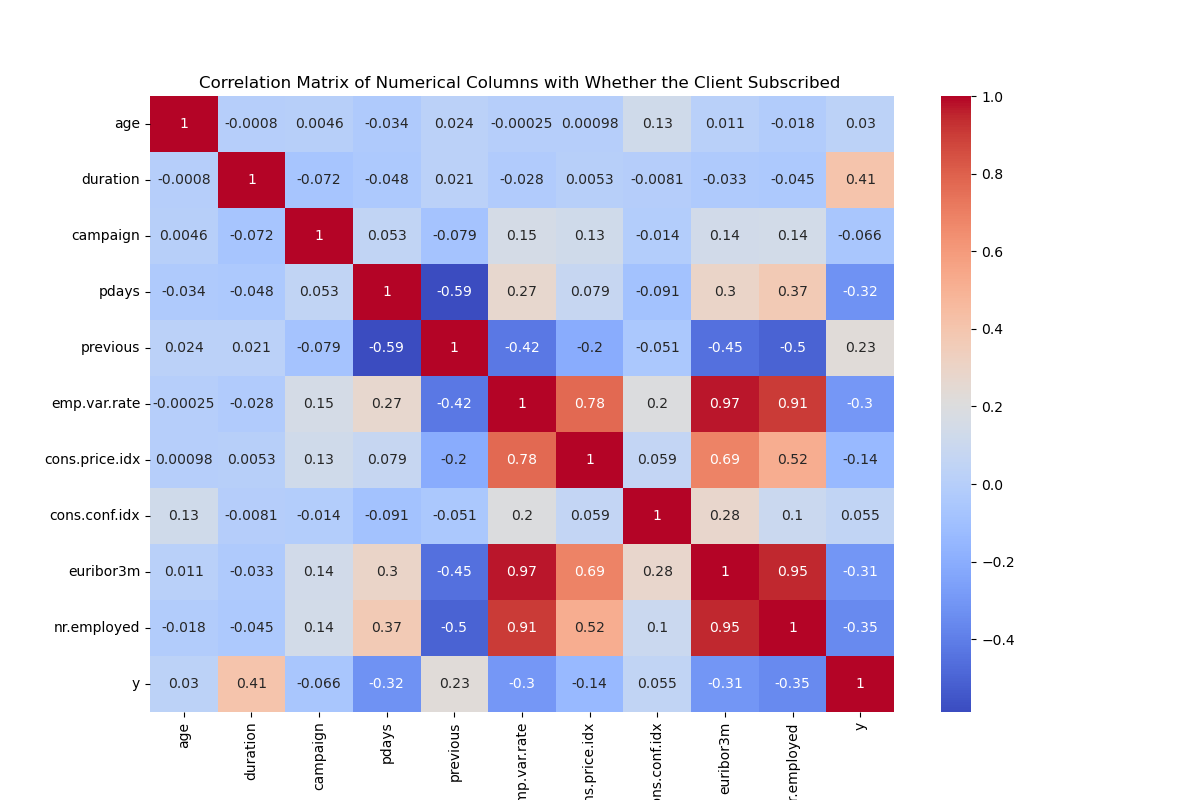 Correlation Matrix of Numerical Columns with Whether the Client Subscribed
age 1 -0.0008 0.0046 -0.034 0.024 -0.00025 0.00098 0.13 0.011 -0.018 0.03
duration -0.0008 1 -0.072 -0.048 0.021 -0.028 0.0053 -0.0081 -0.033 -0.045 0.41
campaign 0.0046 -0.072 1 0.053 -0.079 0.15 0.13 -0.014 0.14 0.14 -0.066
pdays -0.034 -0.048 0.053 1 -0.59 0.27 0.079 -0.091 0.3 0.37 -0.32
previous 0.024 0.021 -0.079 -0.59 1 -0.42 -0.2 -0.051 -0.45 -0.5 0.23
emp.var.rate -0.00025 -0.028 0.15 0.27 -0.42 1 0.78 0.2 0.97 0.91 -0.3
cons.price.idx 0.00098 0.0053 0.13 0.079 -0.2 0.78 1 0.059 0.69 0.52 -0.14
cons.conf.idx 0.13 -0.0081 -0.014 -0.091 -0.051 0.2 0.059 1 0.28 0.1 0.055
euribor3m 0.011 -0.033 0.14 0.3 -0.45 0.97 0.69 0.28 1 0.95 -0.31
nr.employed -0.018 -0.045 0.14 0.37 -0.5 0.91 0.52 0.1 0.95 1 -0.35
y 0.03 0.41 -0.066 -0.32 0.23 -0.3 -0.14 0.055 -0.31 -0.35 1
age duration campaign pdays previous mp.var.rate ns.price.idx ons.conf.idx euribor3m r.employed y
1.0
0.8
0.6
0.4
0.2
0.0
−0.2
−0.4